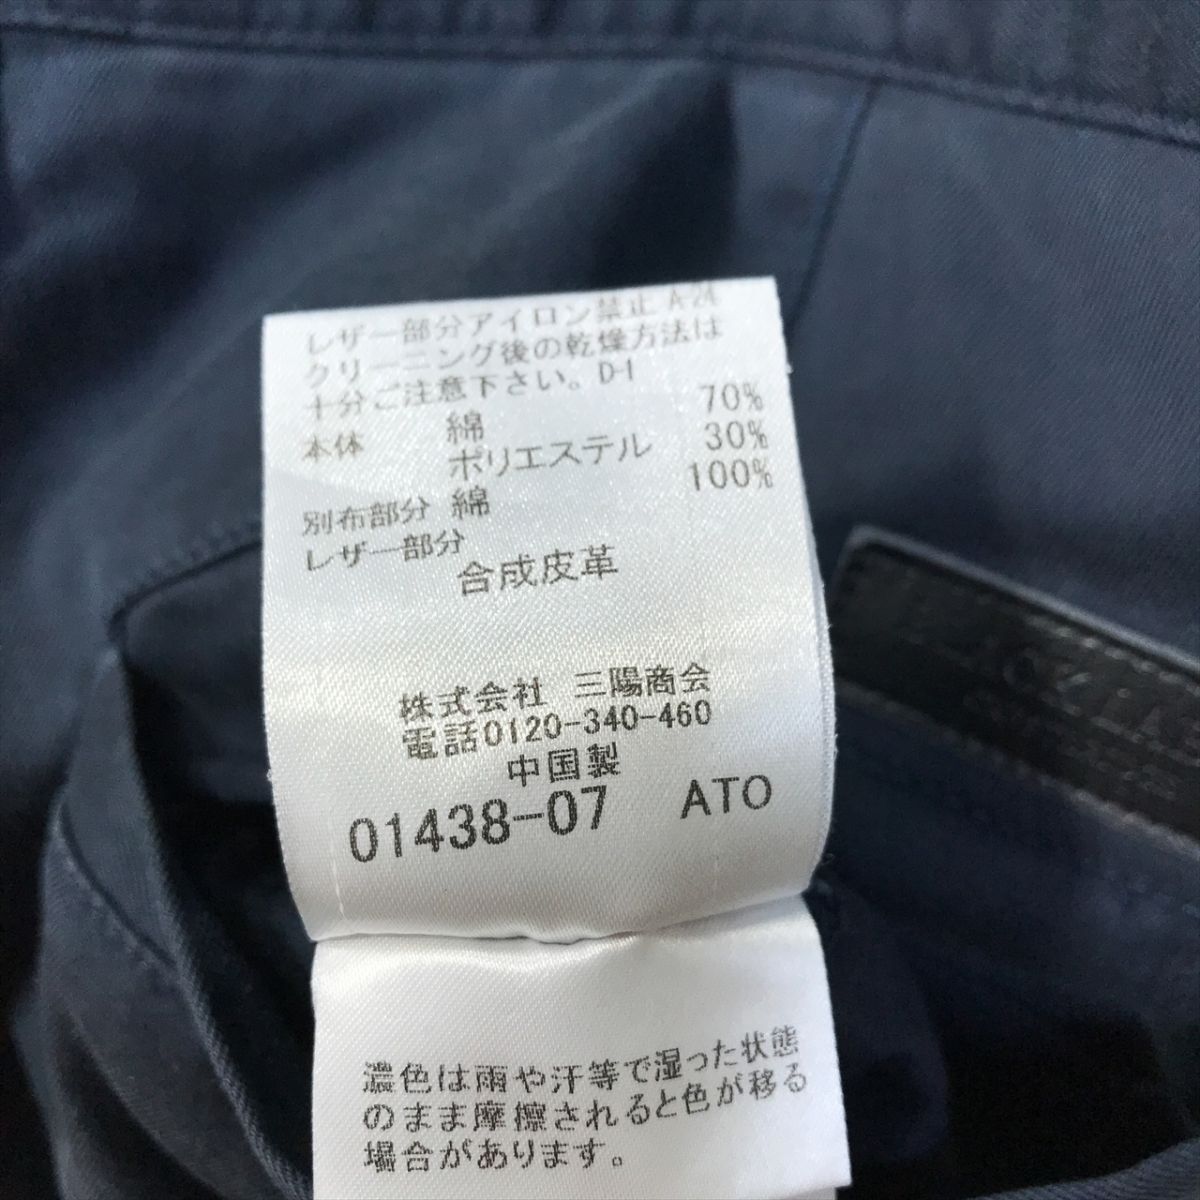 レザー部分アイロン禁止 A-24
クリーニング後の乾燥方法は
十分ご注意下さい。D-1
本体 綿 70%
ポリエステル 30%
別布部分 綿 100%
レザー部分
合成皮革
株式会社 三陽商会
電話0120-340-460
中国製
01438-07 ATO
濃色は雨や汗等で湿った状態
のまま摩擦されると色が移る
場合があります。